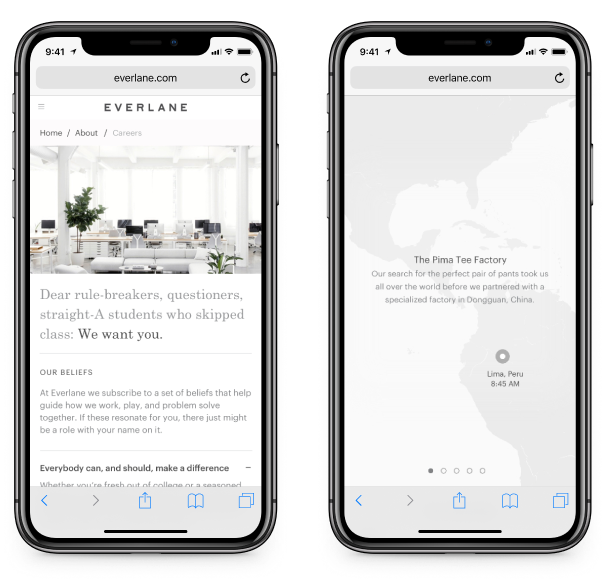 9:41
everlane.com
EVERLANE
Home / About / Careers
Dear rule-breakers, questioners,
straight-A students who skipped
class: We want you.
OUR BELIEFS
At Everlane we subscribe to a set of beliefs that help
guide how we work, play, and problem solve
together. If these resonate for you, there just might
be a role with your name on it.
Everybody can, and should, make a difference –
Whether you're fresh out of college or a seasoned
9:41
everlane.com
The Pima Tee Factory
Our search for the perfect pair of pants took us
all over the world before we partnered with a
specialized factory in Dongguan, China.
Lima, Peru
8:45 AM